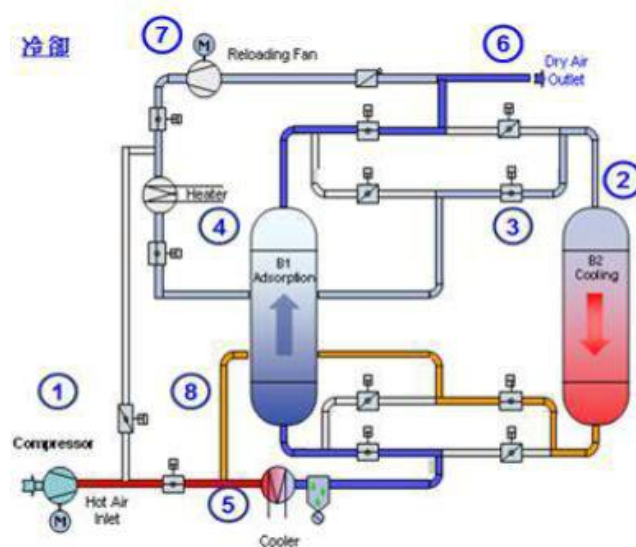 冷卻
7
M
Reloading Fan
6
Dry Air
Outlet
2
Heater
4
3
B1
Adsorption
B2
Cooling
1
8
Compressor
Hot Air
Inlet
M
5
Cooler